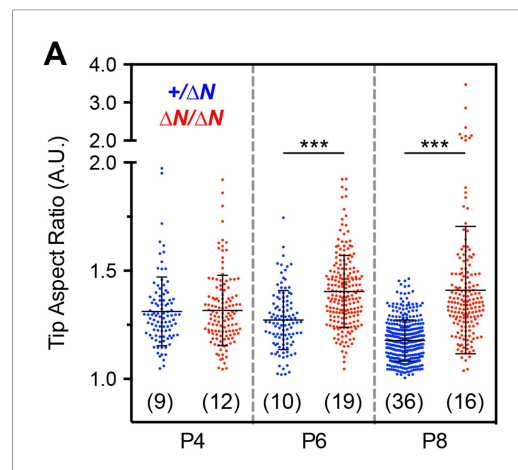 A
4.0
3.0
2.0
2.0
1.5
1.0
Tip Aspect Ratio (A.U.)
+/ΔN
ΔN/ΔN
***
***
(9) (12) (10) (19) (36) (16)
P4 P6 P8